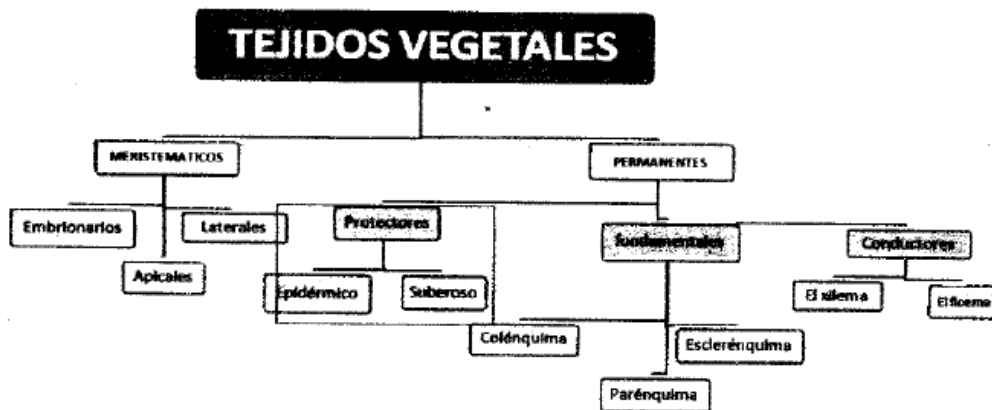 TEJIDOS VEGETALES
MERISTEMATICOS
PERMANENTES
Embrionarios
Laterales
Apicales
Protectores
fundamentales
Conductores
Epidérmico
Suberoso
El xilema
El floema
Colénquima
Esclerénquima
Parénquima